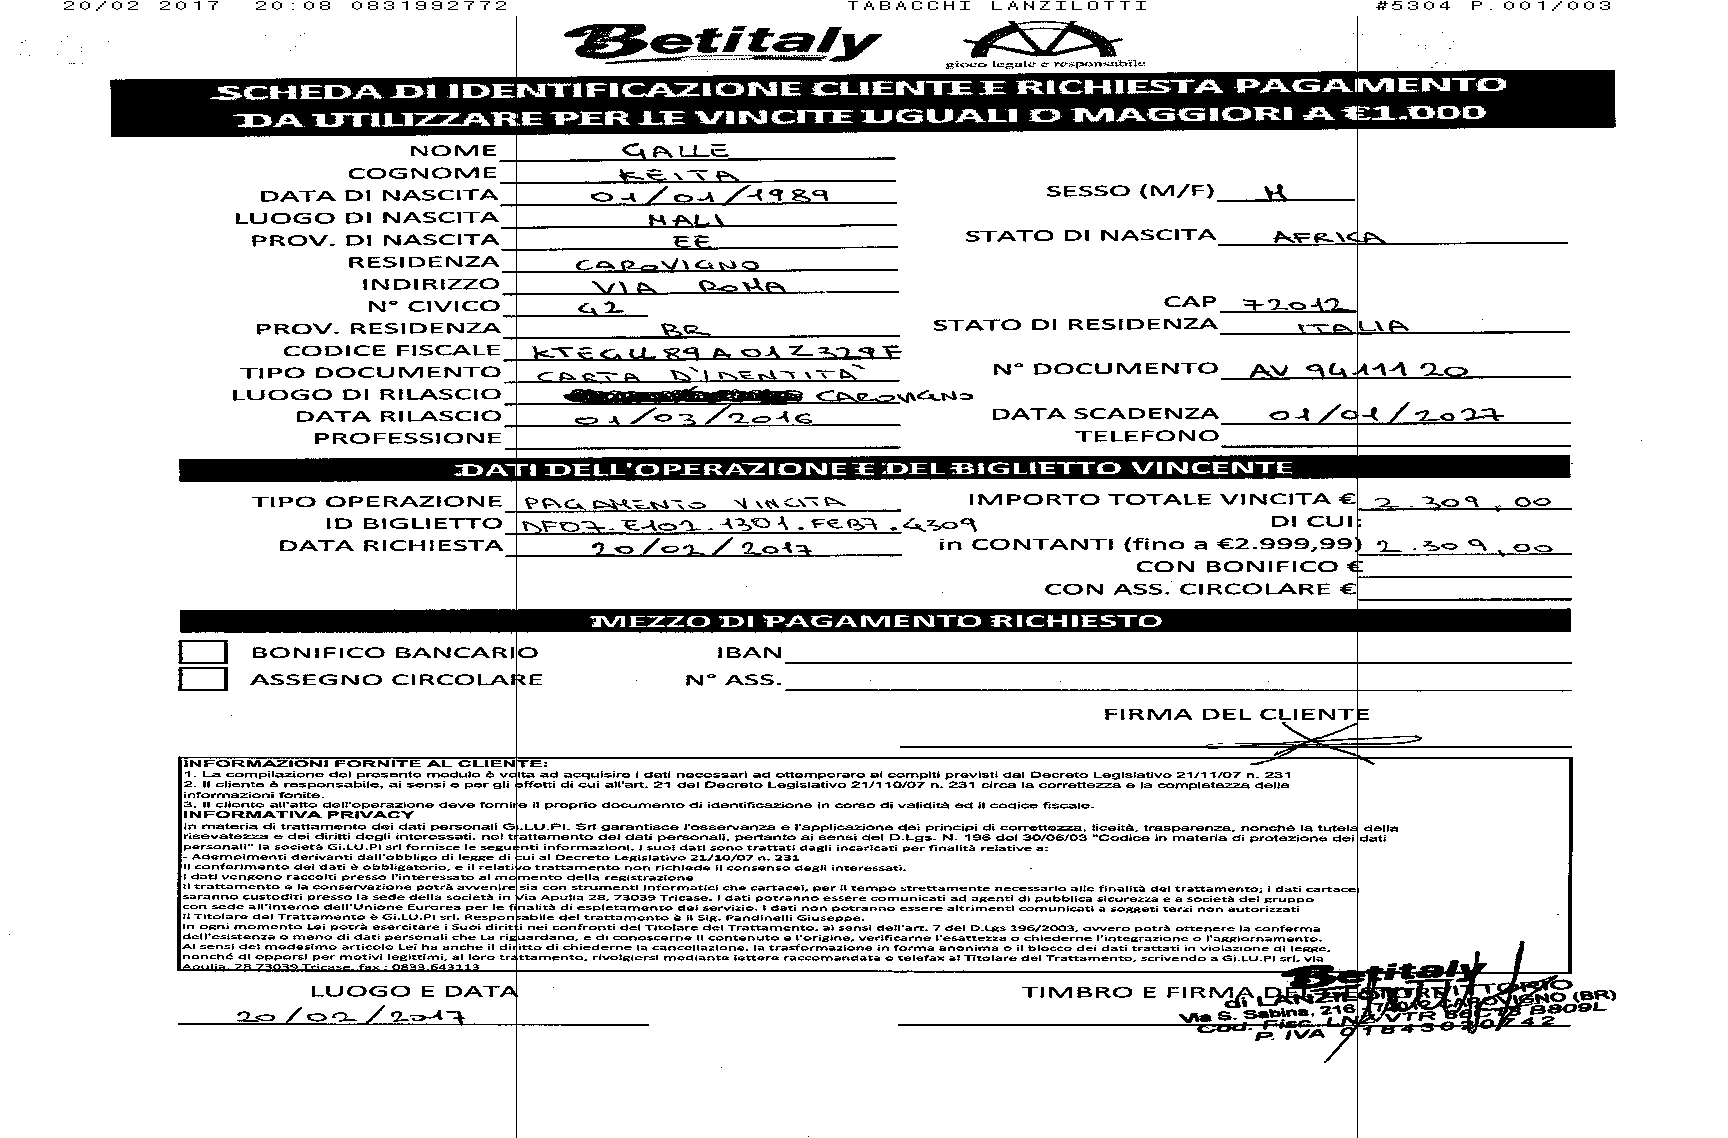 20/02 2017 20:08 0831992772 TABACCHI LANZILOTTI #5304 P.001/003
Betitaly
gioco legale e responsabile
SCHEDA DI IDENTIFICAZIONE CLIENTE E RICHIESTA PAGAMENTO
DA UTILIZZARE PER LE VINCITE UGUALI O MAGGIORI A €1.000
NOME GALLE
COGNOME KEITA
DATA DI NASCITA 01/01/1989 SESSO (M/F) M
LUOGO DI NASCITA MALI
PROV. DI NASCITA EE STATO DI NASCITA AFRICA
RESIDENZA CAROVIGNO
INDIRIZZO VIA ROMA
N° CIVICO 42 CAP 72012
PROV. RESIDENZA BR STATO DI RESIDENZA ITALIA
CODICE FISCALE KTEGLL89A01Z329F
TIPO DOCUMENTO CARTA D'IDENTITA' N° DOCUMENTO AV 9411120
LUOGO DI RILASCIO CAROVIGNO
DATA RILASCIO 01/03/2016 DATA SCADENZA 01/01/2027
PROFESSIONE TELEFONO
DATI DELL'OPERAZIONE E DEL BIGLIETTO VINCENTE
TIPO OPERAZIONE PAGAMENTO VINCITA IMPORTO TOTALE VINCITA € 2.309,00
ID BIGLIETTO DF07.E102.1301.FEB7.4309 DI CUI:
DATA RICHIESTA 20/02/2017 in CONTANTI (fino a €2.999,99) 2.309,00
CON BONIFICO €
CON ASS. CIRCOLARE €
MEZZO DI PAGAMENTO RICHIESTO
BONIFICO BANCARIO IBAN
ASSEGNO CIRCOLARE N° ASS.
FIRMA DEL CLIENTE
INFORMAZIONI FORNITE AL CLIENTE:
1. La compilazione del presente modulo è volta ad acquisire i dati necessari ad ottemperare ai compiti previsti dal Decreto Legislativo 21/11/07 n. 231
2. Il cliente è responsabile, ai sensi e per gli effetti di cui all'art. 21 del Decreto Legislativo 21/110/07 n. 231 circa la correttezza e la completezza delle
informazioni fonite.
3. Il cliente all'atto dell'operazione deve fornire il proprio documento di identificazione in corso di validità ed il codice fiscale.
INFORMATIVA PRIVACY
In materia di trattamento dei dati personali GI.LU.PI. Srl garantisce l'osservanza e l'applicazione dei principi di correttezza, liceità, trasparenza, nonché la tutela della
risevatezza e dei diritti degli interessati, nel trattamento dei dati personali, pertanto ai sensi del D.Lgs. N. 196 del 30/06/03 "Codice in materia di protezione dei dati
personali" la società GI.LU.PI srl fornisce le seguenti informazioni. I suoi dati sono trattati dagli incaricati per finalità relative a:
- Adempimenti derivanti dall'obbligo di legge di cui al Decreto Legislativo 21/10/07 n. 231
Il conferimento dei dati è obbligatorio, e il relativo trattamento non richiede il consenso degli interessati.
I dati vengono raccolti presso l'interessato al momento della registrazione
Il trattamento e la conservazione potrà avvenire sia con strumenti informatici che cartacei, per il tempo strettamente necessario alle finalità del trattamento; i dati cartacei
saranno custoditi presso la sede della società in Via Apulia 28, 73039 Tricase. I dati potranno essere comunicati ad agenti di pubblica sicurezza e a società del gruppo
con sede all'interno dell'Unione Eurorea per le finalità di espletamento del servizio. I dati non potranno essere altrimenti comunicati a soggeti terzi non autorizzati
Il Titolare del Trattamento è GI.LU.PI srl. Responsabile del trattamento è il Sig. Pandinelli Giuseppe.
In ogni momento Lei potrà esercitare i Suoi diritti nei confronti del Titolare del Trattamento, ai sensi dell'art. 7 del D.Lgs 196/2003, ovvero potrà ottenere la conferma
dell'esistenza o meno di dati personali che La riguardano, e di conoscerne il contenuto e l'origine, verificarne l'esattezza o chiederne l'integrazione o l'aggiornamento.
Ai sensi del medesimo articolo Lei ha anche il diritto di chiederne la cancellazione, la trasformazione in forma anonima o il blocco dei dati trattati in violazione di legge,
nonché di opporsi per motivi legittimi, al loro trattamento, rivolgersi mediante lettera raccomandata o telefax al Titolare del Trattamento, scrivendo a GI.LU.PI srl, via
Apulia, 28 73039 Tricase, fax : 0833.643113
LUOGO E DATA TIMBRO E FIRMA DEL
20/02/2017
Betitaly
di LANZILOTTI VITTORIO
Via S. Sabina, 216 72012 CAROVIGNO (BR)
Cod. Fisc. LNZ VTR B809L
P. IVA